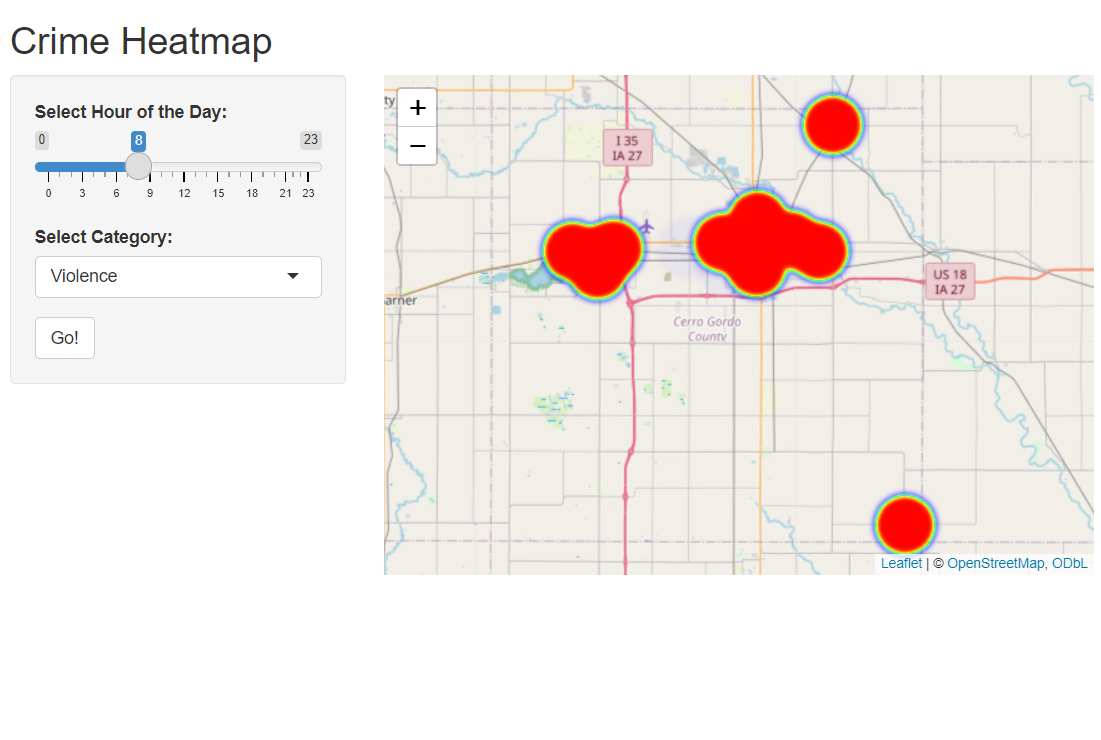 Crime Heatmap
Select Hour of the Day:
0 8 23
0 3 6 9 12 15 18 21 23
Select Category:
Violence
Go!
+
−
ty
I 35
IA 27
arner
US 18
IA 27
Cerro Gordo
County
Leaflet | © OpenStreetMap, ODbL